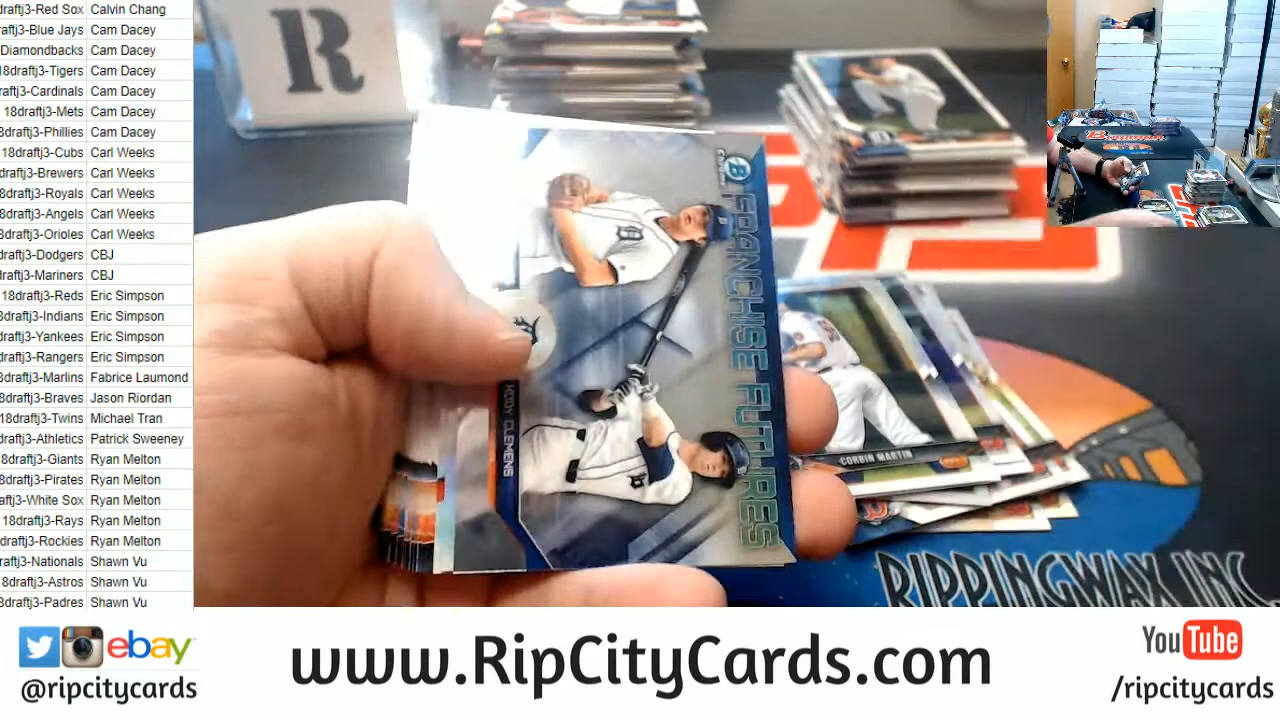 draftj3-Red Sox Calvin Chang
raftj3-Blue Jays Cam Dacey
Diamondbacks Cam Dacey
18draftj3-Tigers Cam Dacey
raftj3-Cardinals Cam Dacey
18draftj3-Mets Cam Dacey
8draftj3-Phillies Cam Dacey
18draftj3-Cubs Carl Weeks
draftj3-Brewers Carl Weeks
8draftj3-Royals Carl Weeks
8draftj3-Angels Carl Weeks
8draftj3-Orioles Carl Weeks
draftj3-Dodgers CBJ
draftj3-Mariners CBJ
18draftj3-Reds Eric Simpson
8draftj3-Indians Eric Simpson
draftj3-Yankees Eric Simpson
draftj3-Rangers Eric Simpson
8draftj3-Marlins Fabrice Laumond
8draftj3-Braves Jason Riordan
18draftj3-Twins Michael Tran
draftj3-Athletics Patrick Sweeney
8draftj3-Giants Ryan Melton
8draftj3-Pirates Ryan Melton
aftj3-White Sox Ryan Melton
18draftj3-Rays Ryan Melton
draftj3-Rockies Ryan Melton
aftj3-Nationals Shawn Vu
8draftj3-Astros Shawn Vu
8draftj3-Padres Shawn Vu
R
FRANCHISE FUTURES
KODY CLEMENS
CORBIN MARTIN
Bowman
RIPPINGWAX INC.
ebay
@ripcitycards
www.RipCityCards.com
YouTube
/ripcitycards